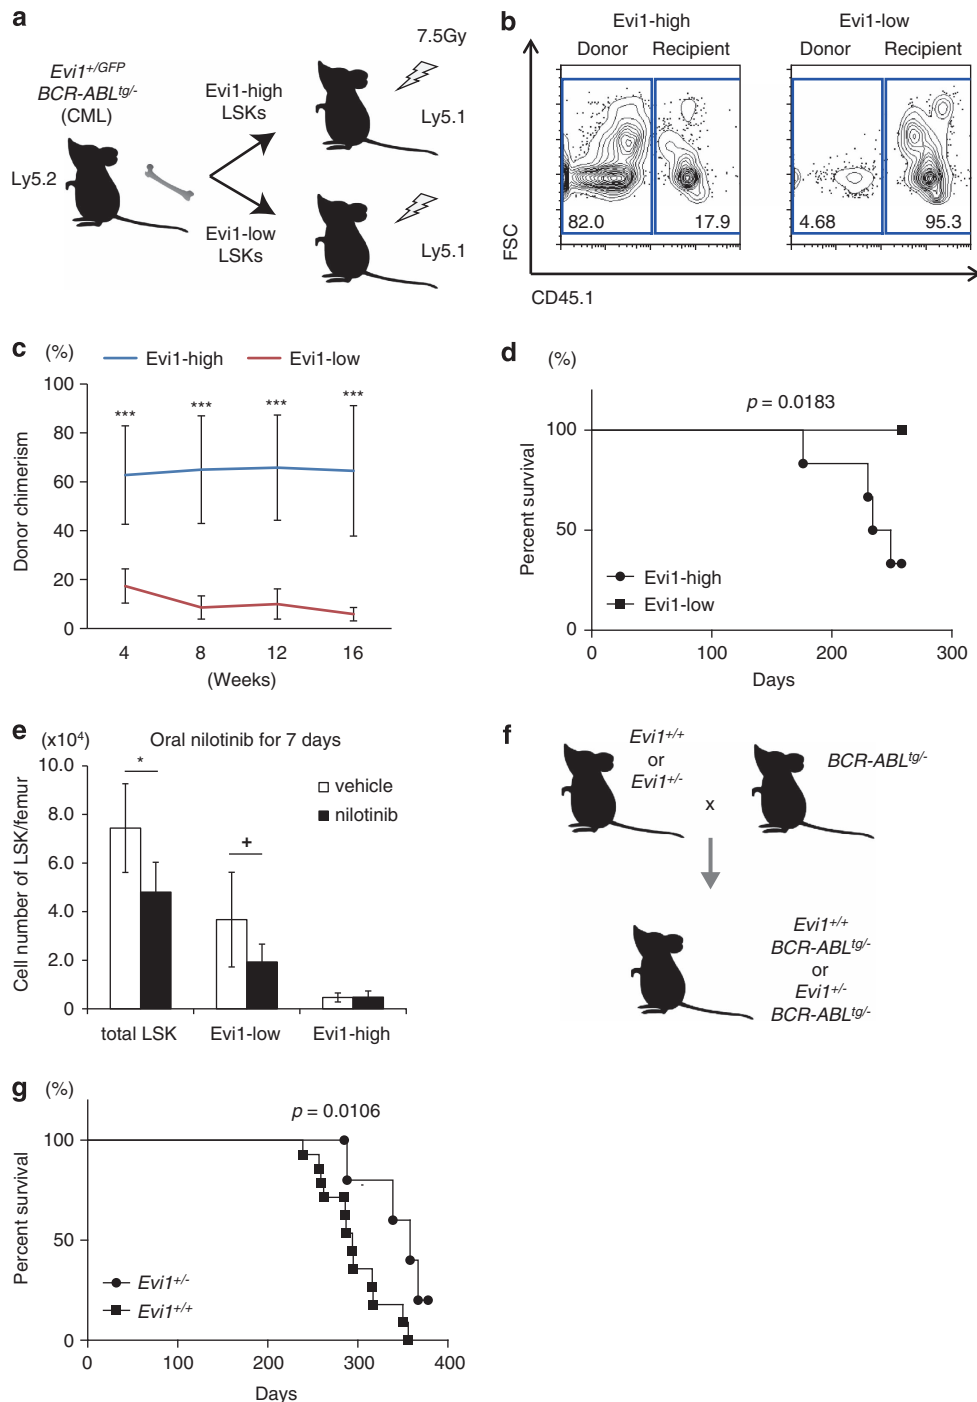 a
7.5Gy
Evi1+/GFP
BCR-ABLtg/-
(CML)
Evi1-high
LSKs
Ly5.1
Ly5.2
Evi1-low
LSKs
Ly5.1
b
Evi1-high
Evi1-low
Donor Recipient
Donor Recipient
82.0 17.9
4.68 95.3
FSC
CD45.1
c
(%)
Evi1-high
Evi1-low
100
80
60
40
20
0
*** *** *** ***
Donor chimerism
4 8 12 16
(Weeks)
d
(%)
p = 0.0183
100
50
0
Percent survival
Evi1-high
Evi1-low
0 100 200 300
Days
e
(x10⁴)
Oral nilotinib for 7 days
10.0
8.0
6.0
4.0
2.0
0
Cell number of LSK/femur
*
+
vehicle
nilotinib
total LSK Evi1-low Evi1-high
f
Evi1+/+
or
Evi1+/-
x
BCR-ABLtg/-
Evi1+/+
BCR-ABLtg/-
or
Evi1+/-
BCR-ABLtg/-
g
(%)
p = 0.0106
100
50
0
Percent survival
Evi1+/-
Evi1+/+
0 100 200 300 400
Days